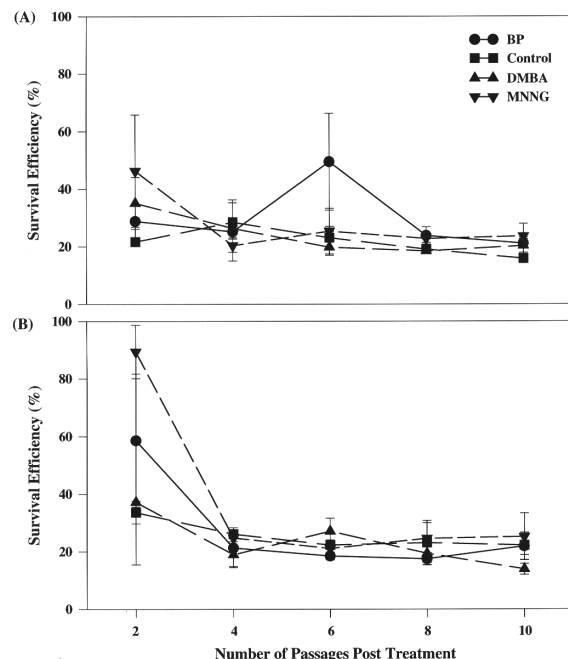 (A)
100
80
60
40
20
0
Survival Efficiency (%)
BP
Control
DMBA
MNNG
(B)
100
80
60
40
20
0
Survival Efficiency (%)
2 4 6 8 10
Number of Passages Post Treatment